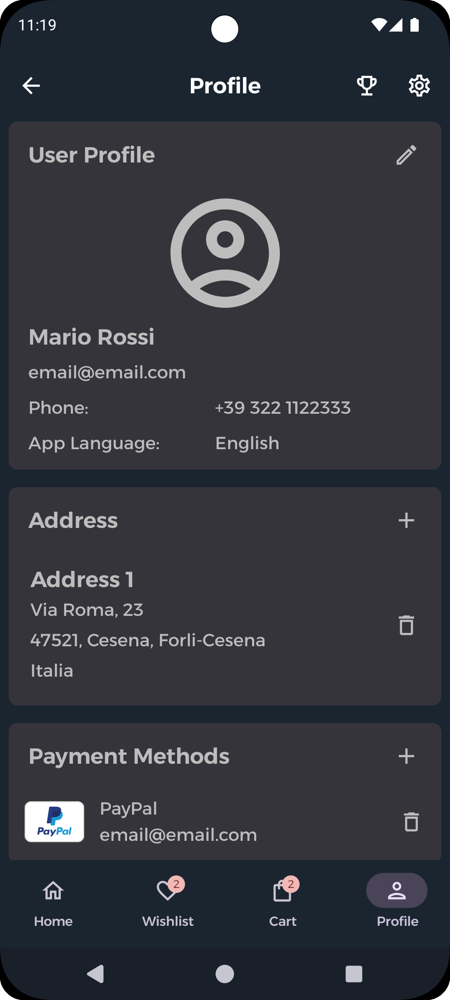 11:19
Profile
User Profile
Mario Rossi
email@email.com
Phone: +39 322 1122333
App Language: English
Address
Address 1
Via Roma, 23
47521, Cesena, Forli-Cesena
Italia
Payment Methods
PayPal
PayPal
email@email.com
2 2
Home Wishlist Cart Profile